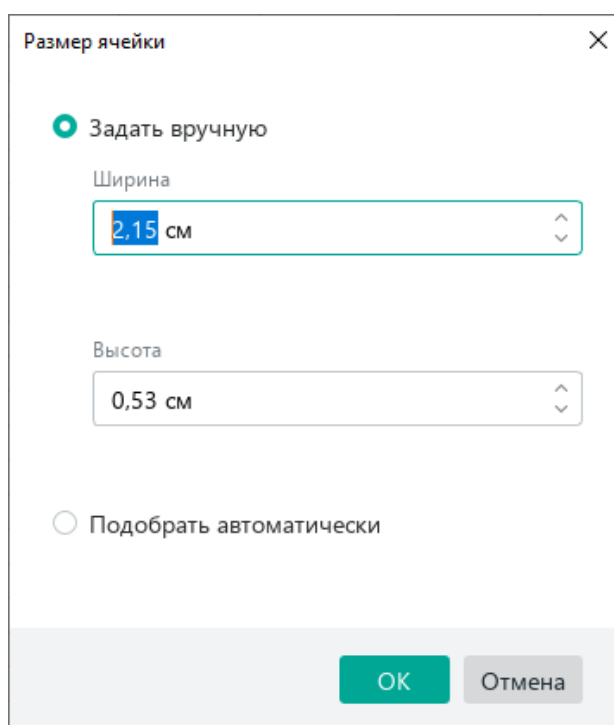 Размер ячейки
Задать вручную
Ширина
2,15 см
Высота
0,53 см
Подобрать автоматически
ОК Отмена